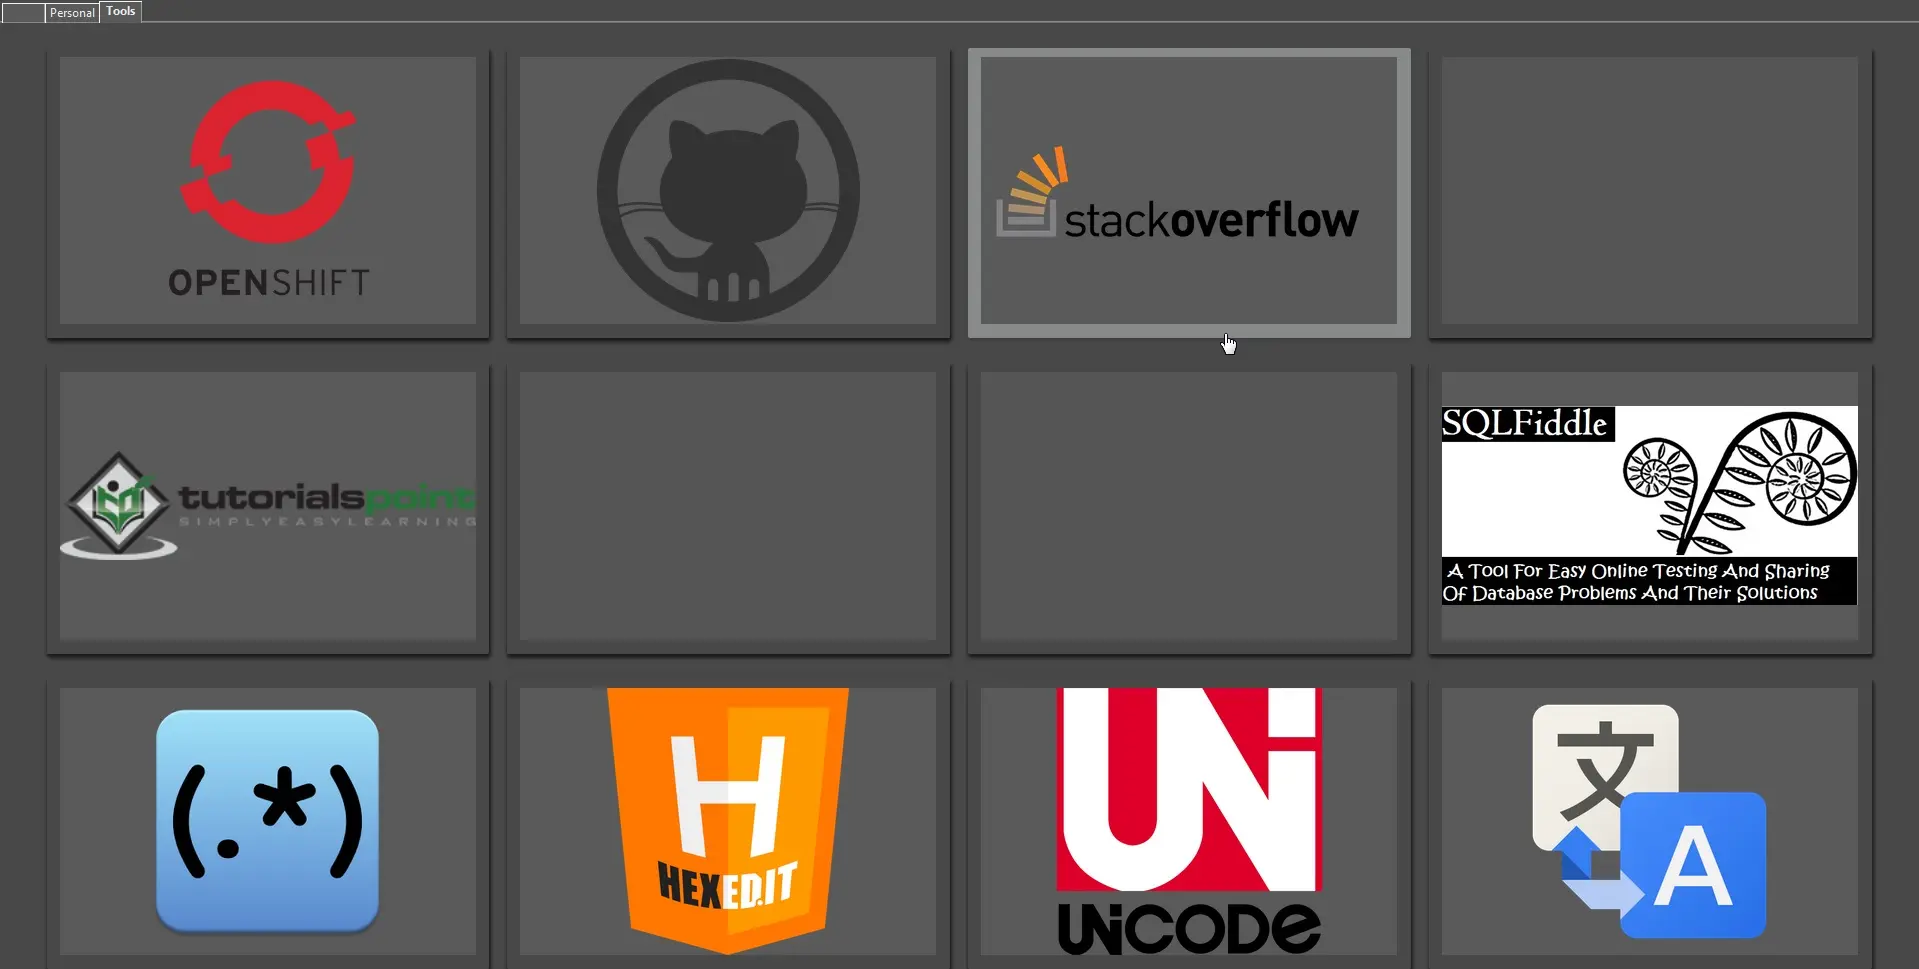 Personal
Tools
OPENSHIFT
stackoverflow
tutorialspoint
SIMPLYEASYLEARNING
SQLFiddle
A Tool For Easy Online Testing And Sharing
Of Database Problems And Their Solutions
(.*)
H
HEXED.IT
UNi
UNiCODE
文
A